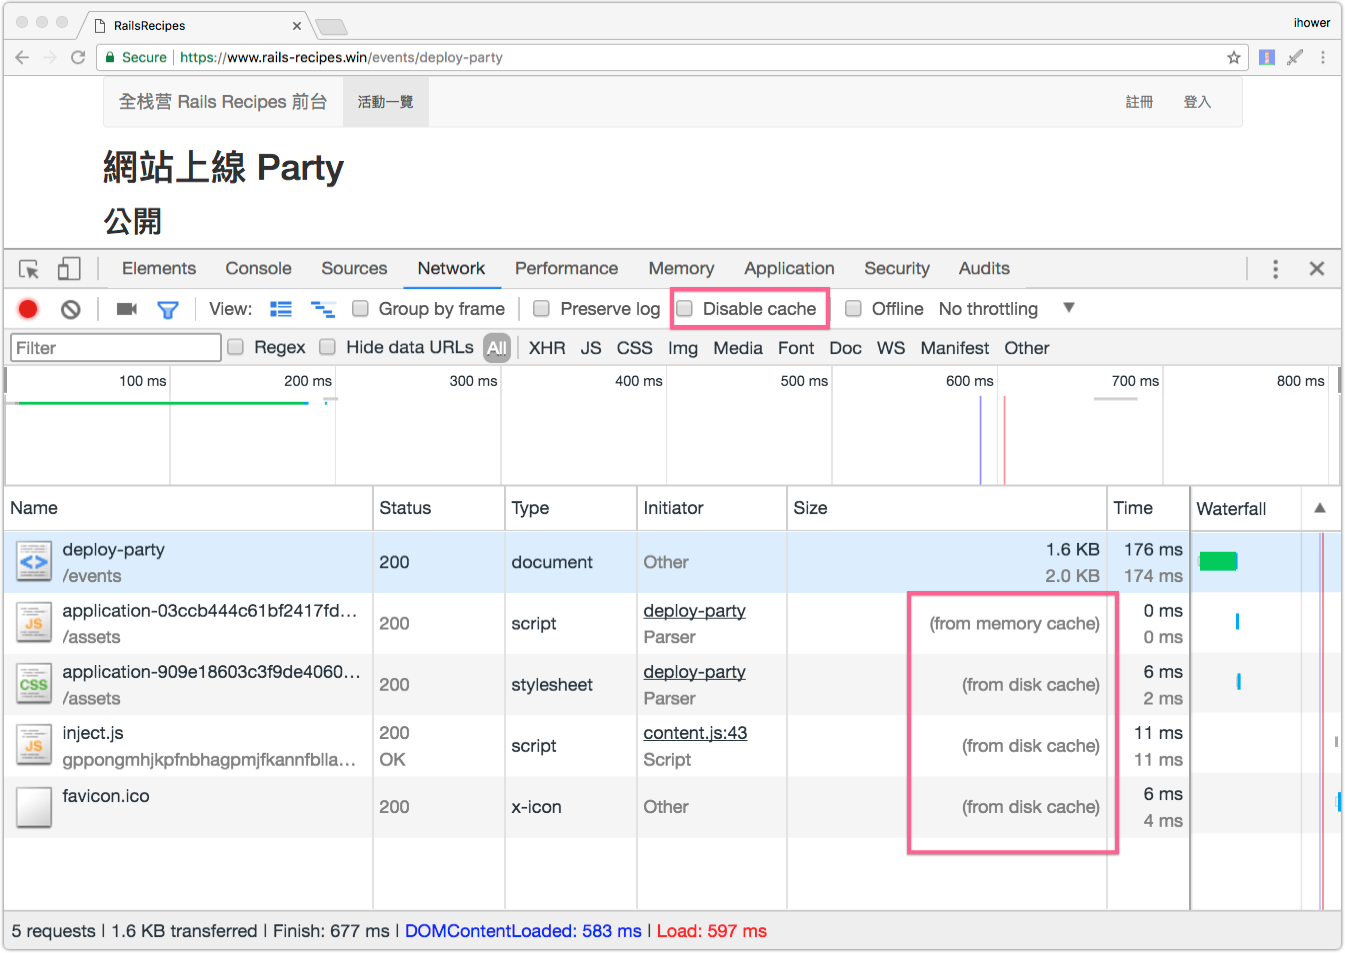 RailsRecipes
ihower
Secure | https://www.rails-recipes.win/events/deploy-party
全栈营 Rails Recipes 前台 活動一覽 註冊 登入
網站上線 Party
公開
Elements Console Sources Network Performance Memory Application Security Audits
View: Group by frame Preserve log Disable cache Offline No throttling
Filter Regex Hide data URLs All XHR JS CSS Img Media Font Doc WS Manifest Other
100 ms 200 ms 300 ms 400 ms 500 ms 600 ms 700 ms 800 ms
Name Status Type Initiator Size Time Waterfall
deploy-party 200 document Other 1.6 KB 176 ms
/events 2.0 KB 174 ms
JS application-03ccb444c61bf2417fd... 200 script deploy-party (from memory cache) 0 ms
/assets Parser 0 ms
CSS application-909e18603c3f9de4060... 200 stylesheet deploy-party (from disk cache) 6 ms
/assets Parser 2 ms
JS inject.js 200 script content.js:43 (from disk cache) 11 ms
gppongmhjkpfnbhagpmjfkannfblla... OK Script 11 ms
favicon.ico 200 x-icon Other (from disk cache) 6 ms
4 ms
5 requests | 1.6 KB transferred | Finish: 677 ms | DOMContentLoaded: 583 ms | Load: 597 ms